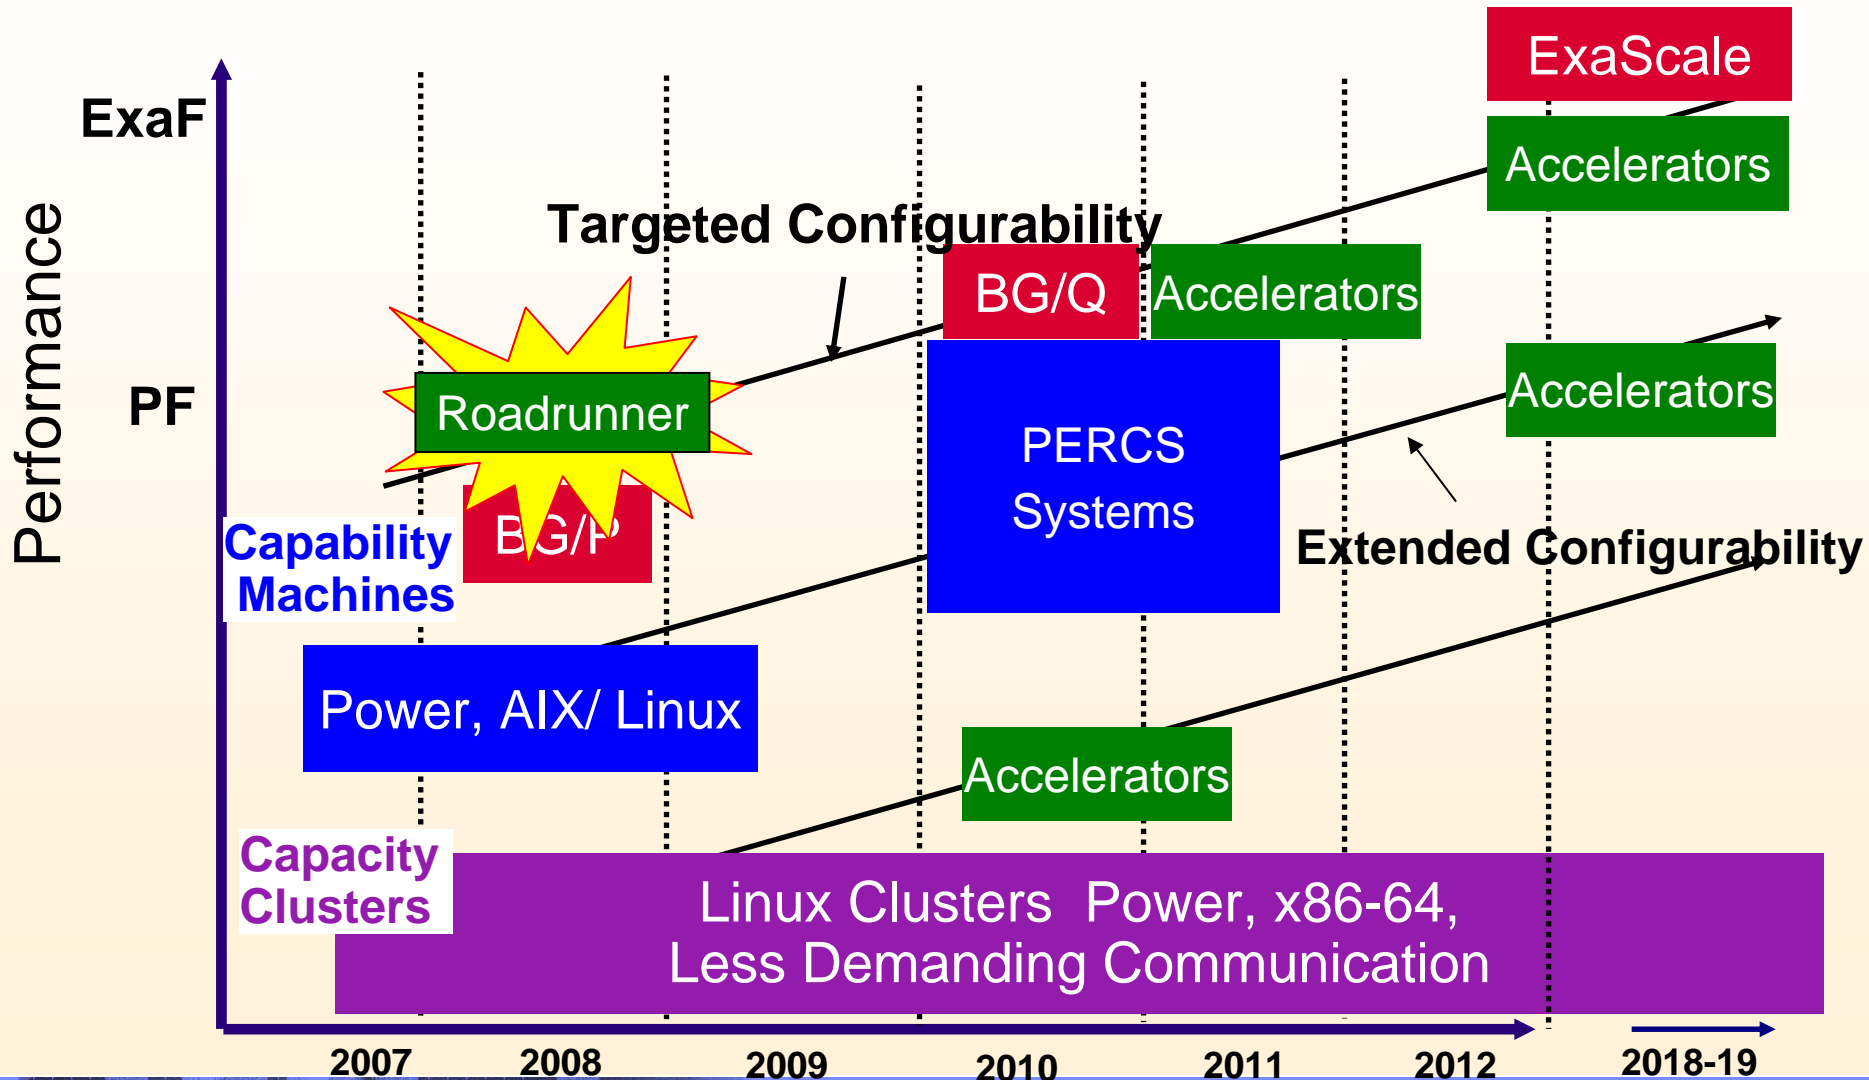 ExaScale
ExaF
Accelerators
Targeted Configurability
Performance
BG/Q
Accelerators
PF
Roadrunner
Accelerators
PERCS
Systems
BG/P
Capability
Machines
Extended Configurability
Power, AIX/ Linux
Accelerators
Capacity
Clusters
Linux Clusters Power, x86-64,
Less Demanding Communication
2007 2008 2009 2010 2011 2012 2018-19